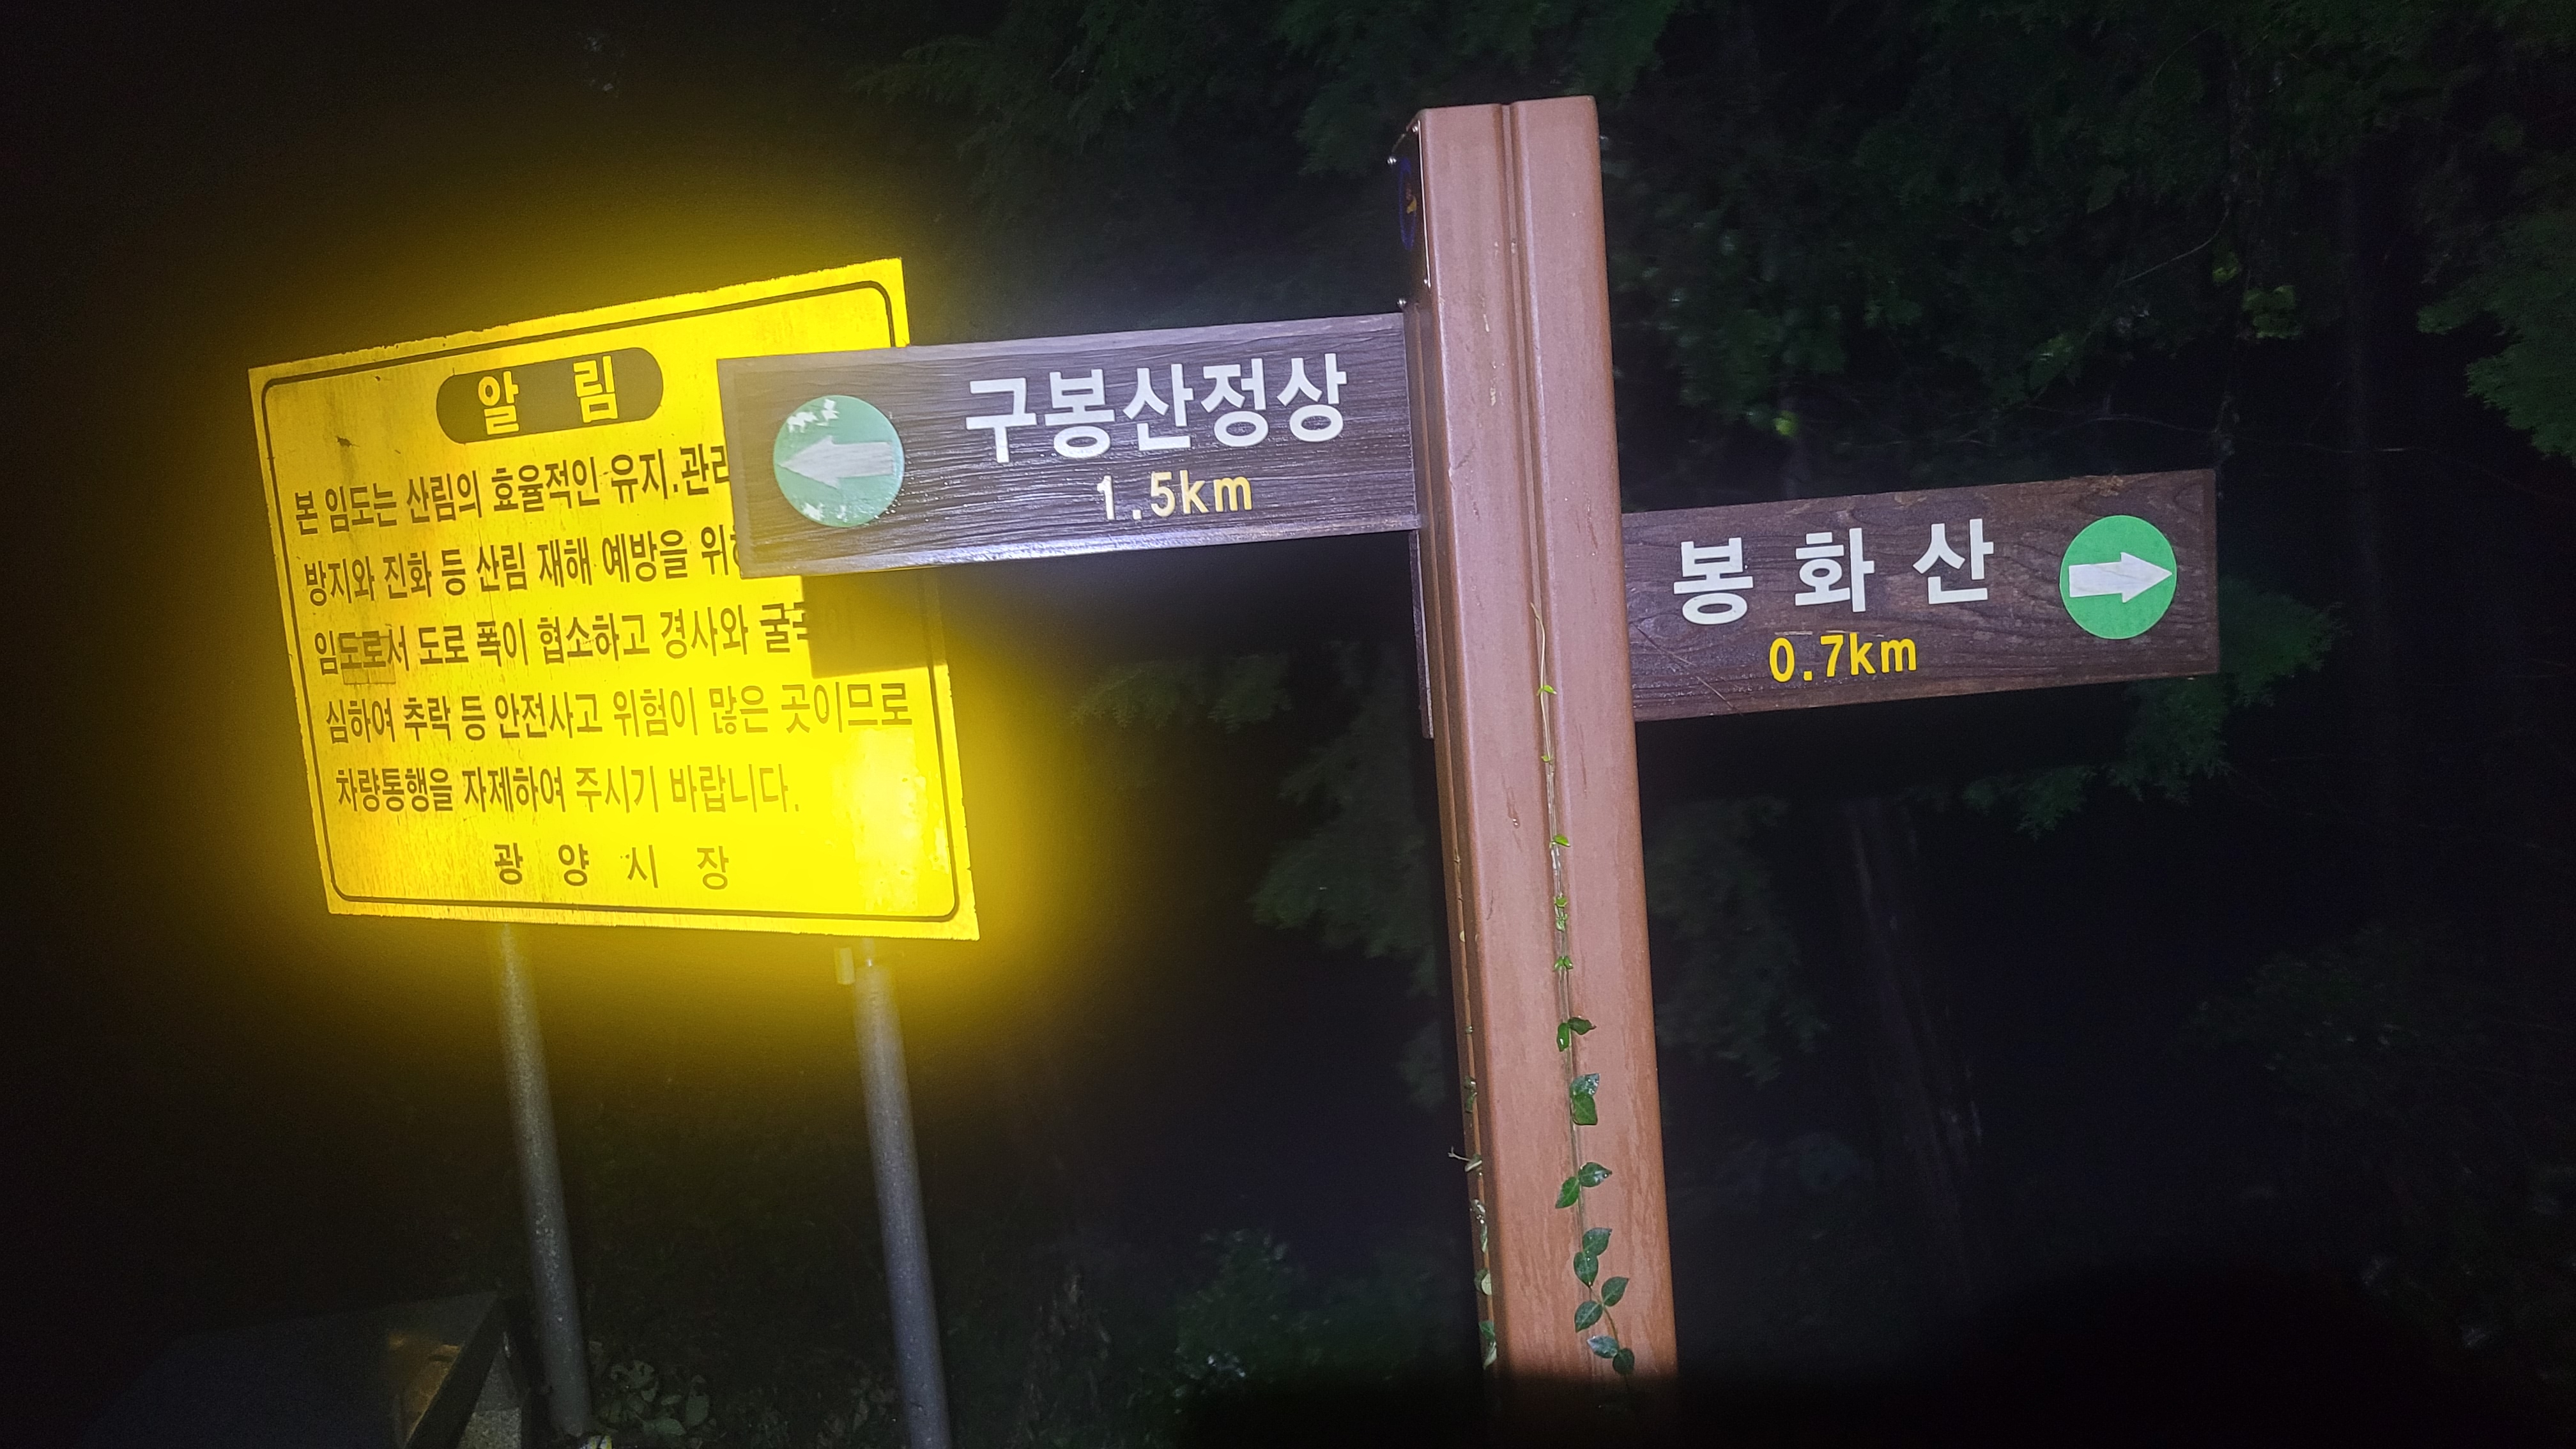 알 림
본 임도는 산림의 효율적인 유지.관리
방지와 진화 등 산림 재해 예방을
임도로서 도로 폭이 협소하고 경사와
심하여 추락 등 안전사고 위험이 많은 곳이므로
차량통행을 자제하여 주시기 바랍니다.
광 양 시 장
구봉산정상
1.5km
봉 화 산
0.7km